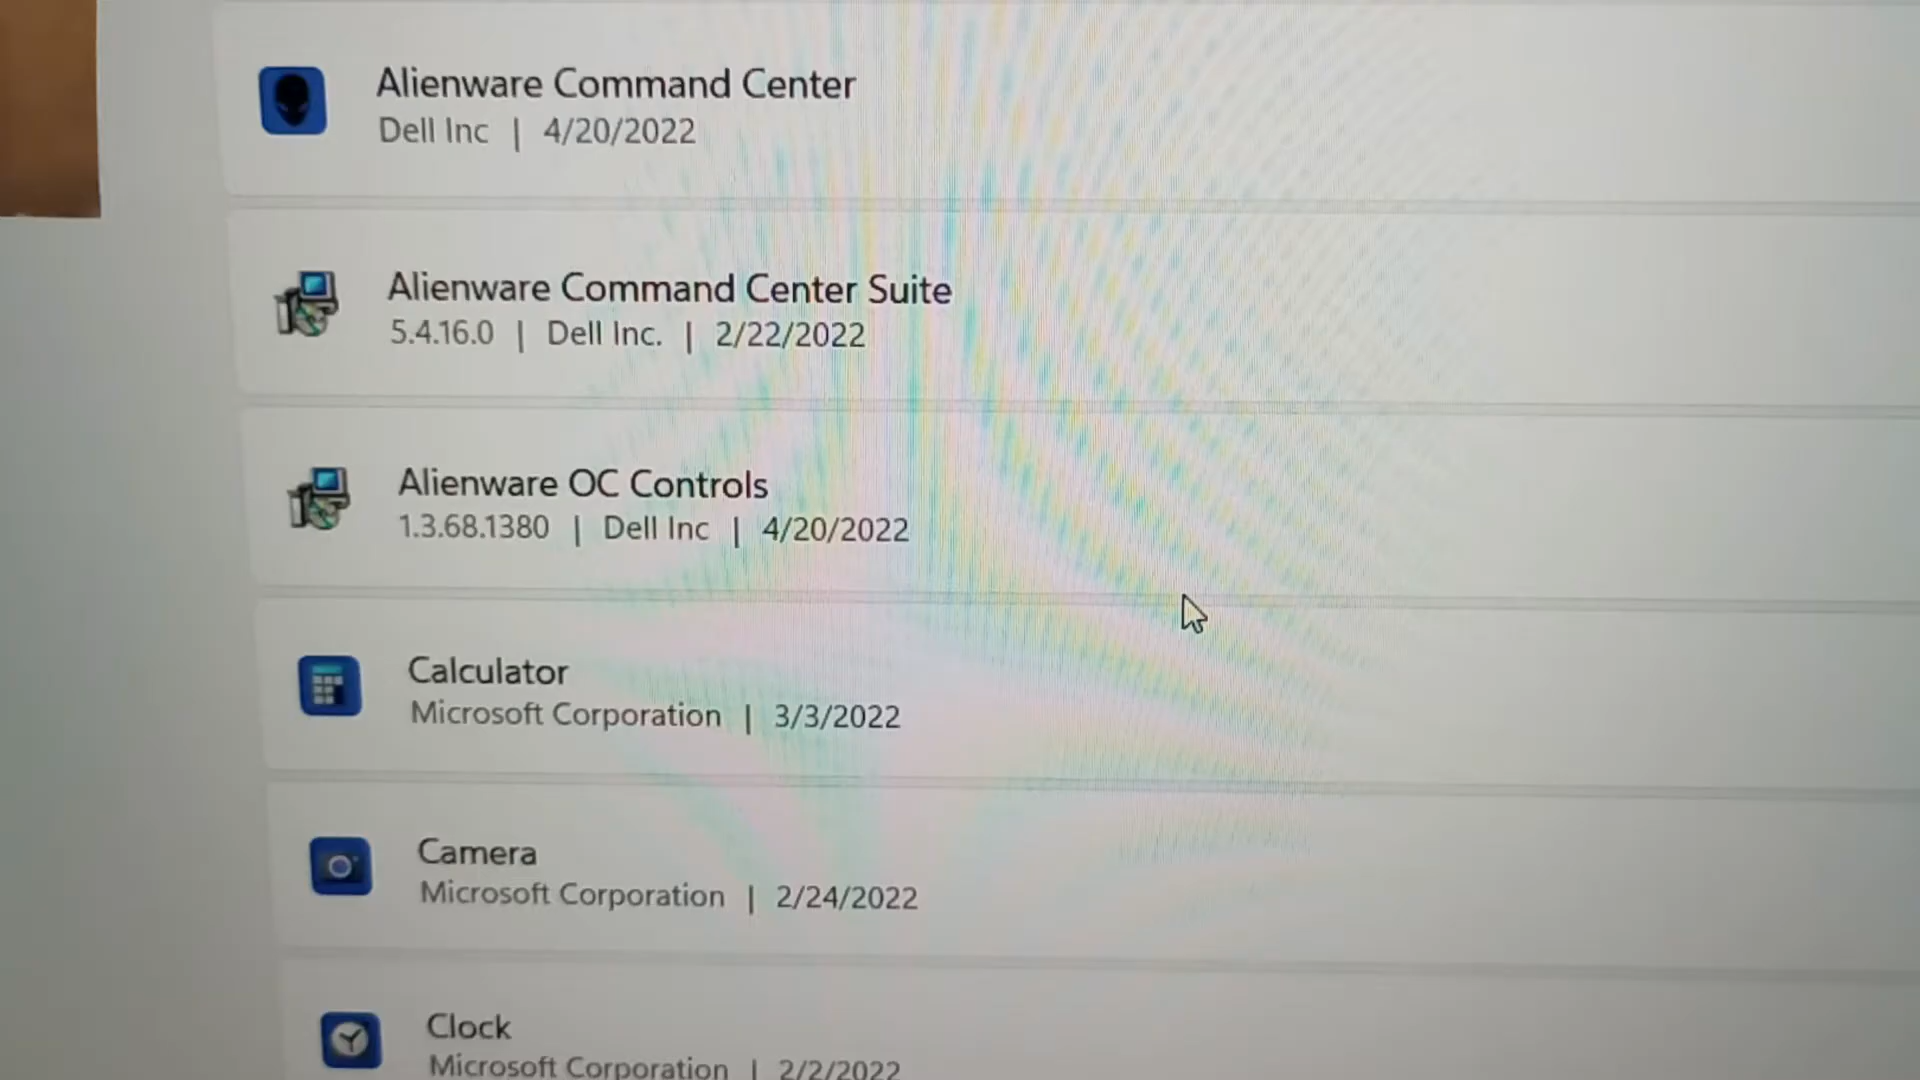 Alienware Command Center
Dell Inc | 4/20/2022
Alienware Command Center Suite
5.4.16.0 | Dell Inc. | 2/22/2022
Alienware OC Controls
1.3.68.1380 | Dell Inc | 4/20/2022
Calculator
Microsoft Corporation | 3/3/2022
Camera
Microsoft Corporation | 2/24/2022
Clock
Microsoft Corporation | 2/2/2022